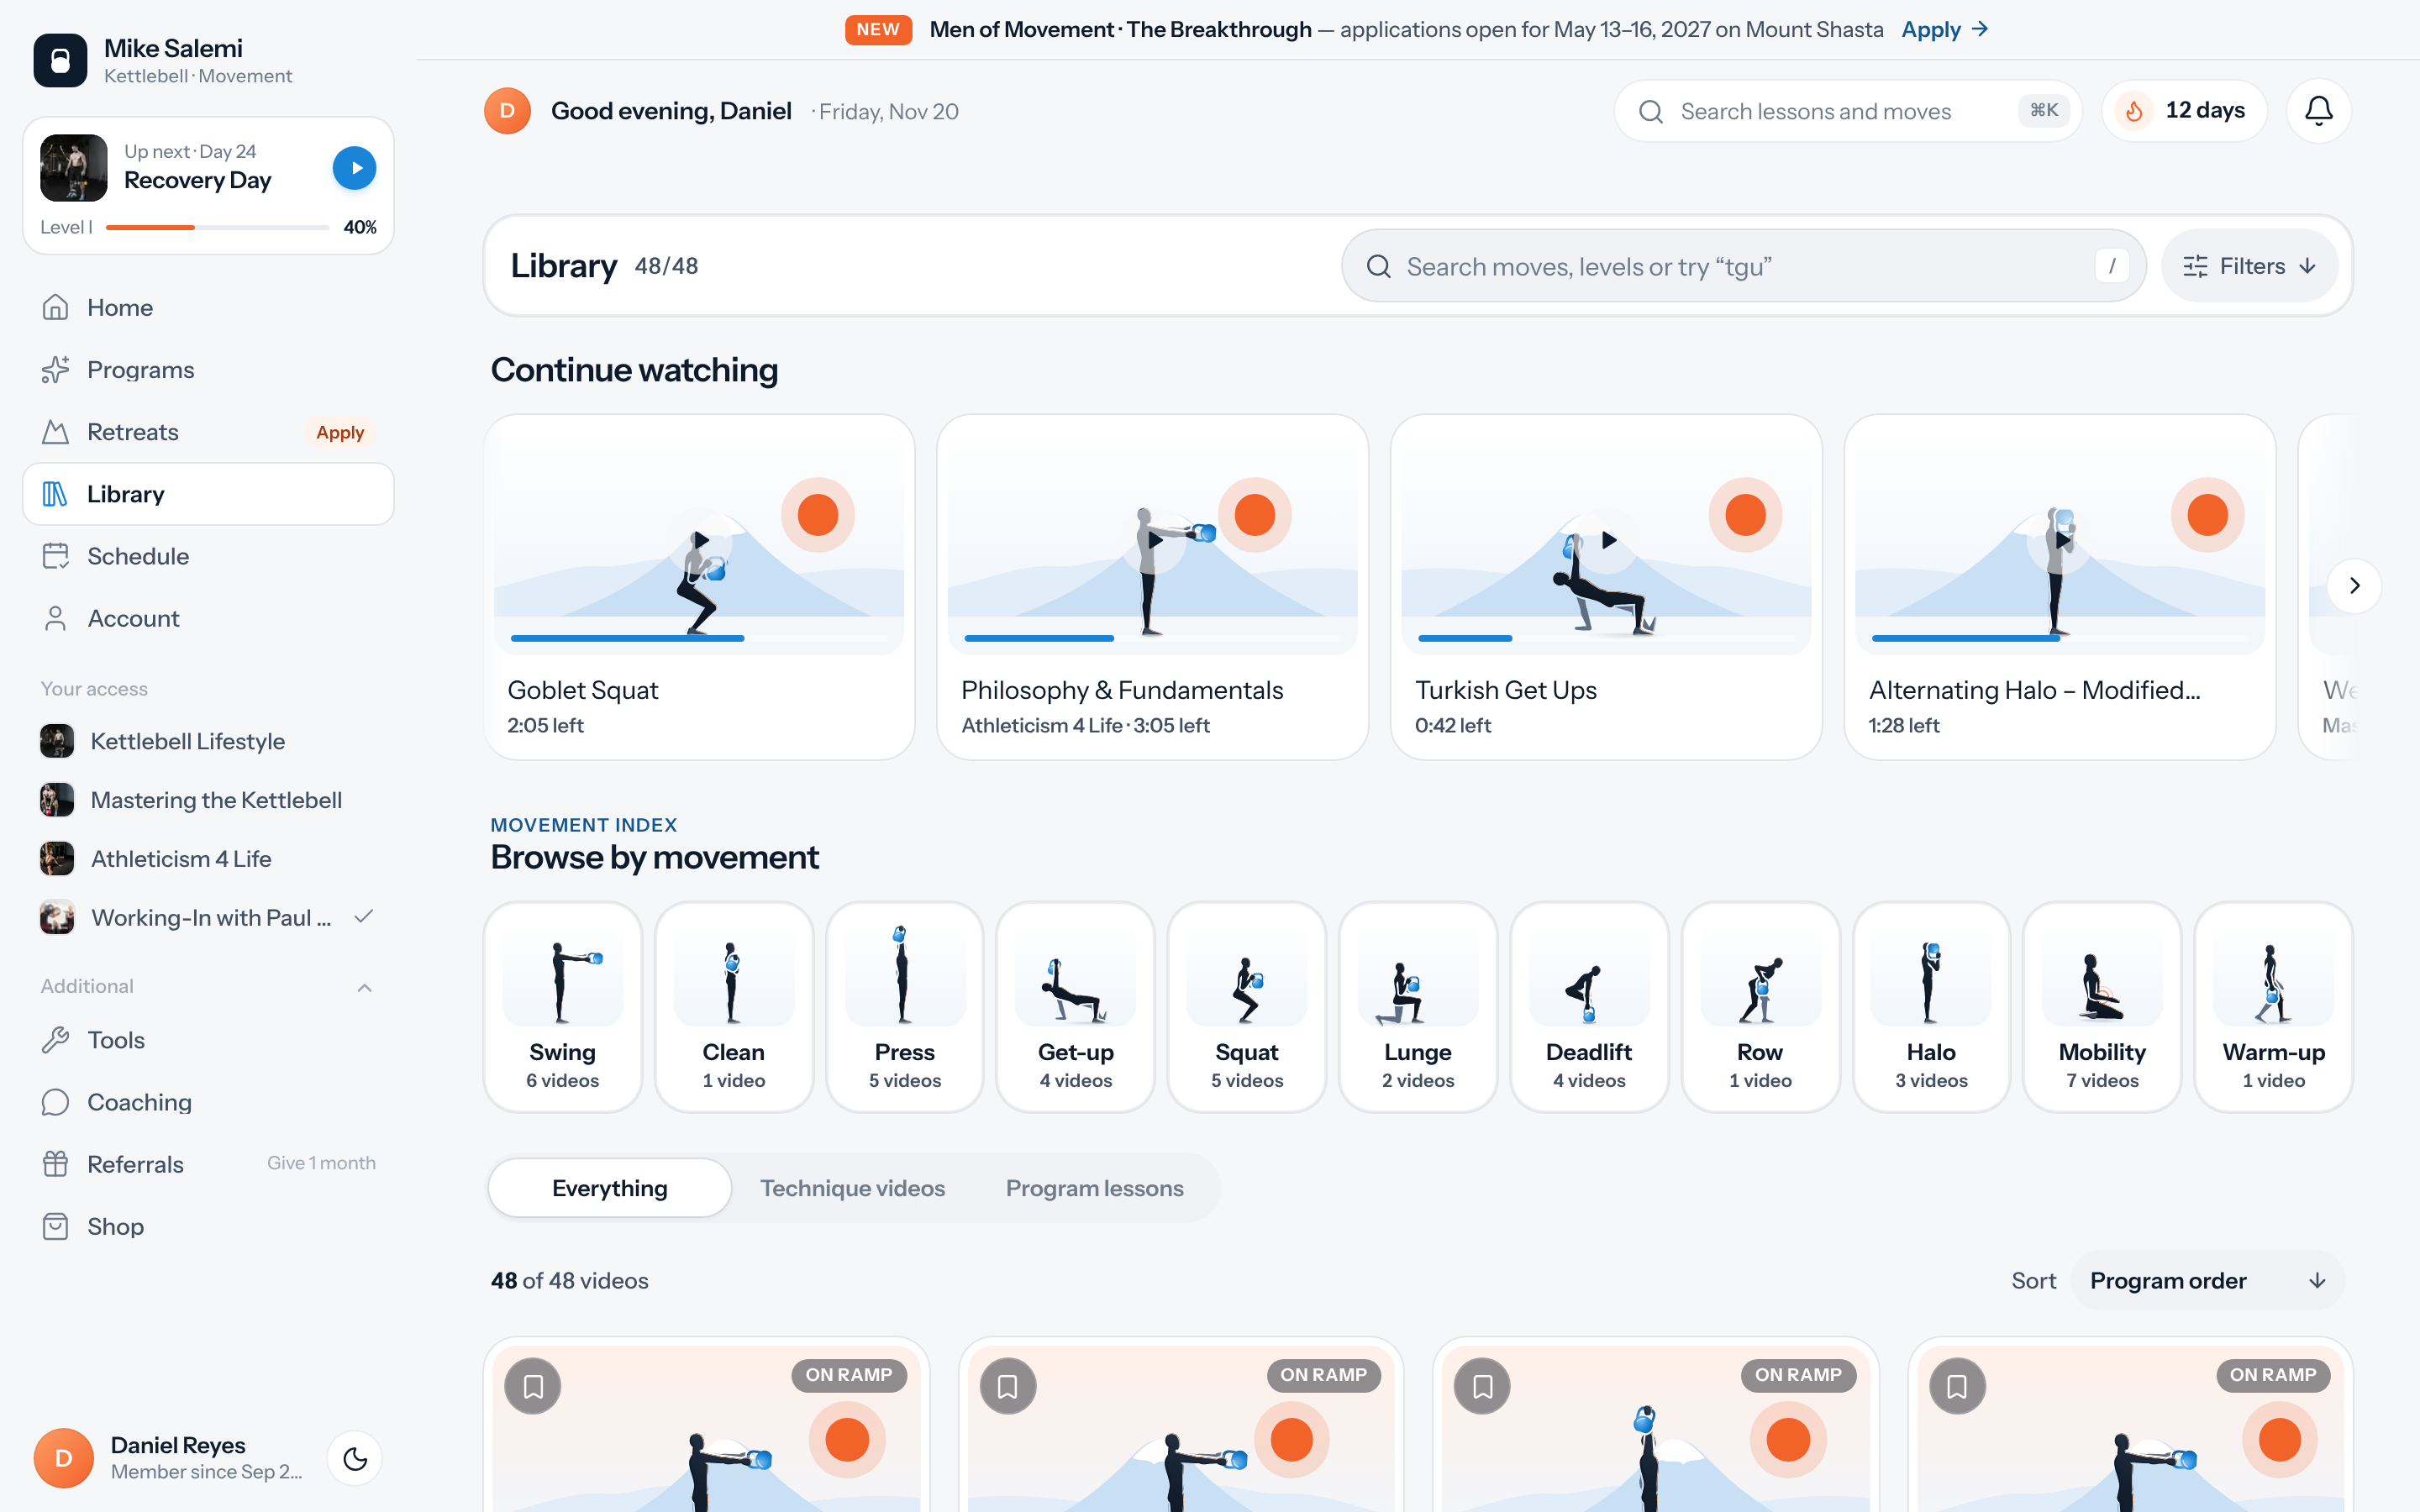 NEW Men of Movement · The Breakthrough — applications open for May 13–16, 2027 on Mount Shasta Apply →
Mike Salemi
Kettlebell · Movement
Up next · Day 24
Recovery Day
Level I 40%
Home
Programs
Retreats Apply
Library
Schedule
Account
Your access
Kettlebell Lifestyle
Mastering the Kettlebell
Athleticism 4 Life
Working-In with Paul ...
Additional
Tools
Coaching
Referrals Give 1 month
Shop
D
Daniel Reyes
Member since Sep 2...
D Good evening, Daniel · Friday, Nov 20
Search lessons and moves ⌘K
12 days
Library 48/48
Search moves, levels or try “tgu” /
Filters ↓
Continue watching
Goblet Squat
2:05 left
Philosophy & Fundamentals
Athleticism 4 Life · 3:05 left
Turkish Get Ups
0:42 left
Alternating Halo – Modified...
1:28 left
MOVEMENT INDEX
Browse by movement
Swing
6 videos
Clean
1 video
Press
5 videos
Get-up
4 videos
Squat
5 videos
Lunge
2 videos
Deadlift
4 videos
Row
1 video
Halo
3 videos
Mobility
7 videos
Warm-up
1 video
Everything
Technique videos
Program lessons
48 of 48 videos
Sort Program order ↓
ON RAMP
ON RAMP
ON RAMP
ON RAMP